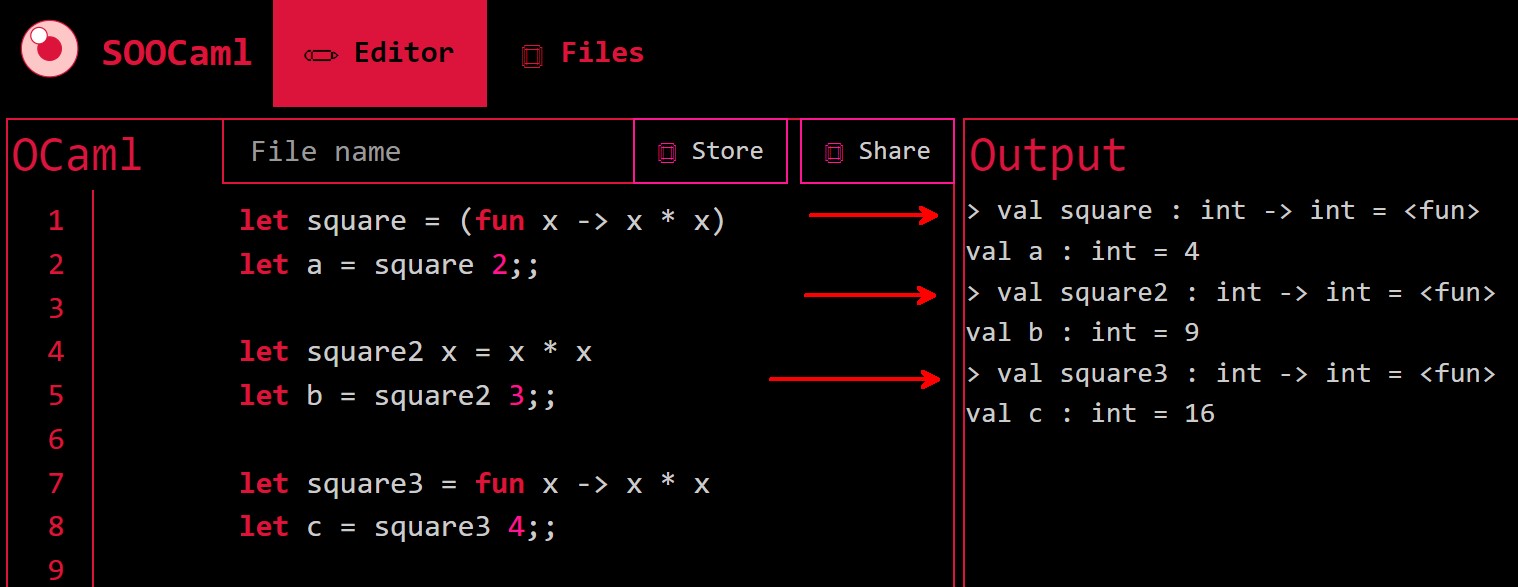 SOOCaml Editor Files
OCaml File name Store Share
1 let square = (fun x -> x * x)
2 let a = square 2;;
3
4 let square2 x = x * x
5 let b = square2 3;;
6
7 let square3 = fun x -> x * x
8 let c = square3 4;;
9
Output
> val square : int -> int = <fun>
val a : int = 4
> val square2 : int -> int = <fun>
val b : int = 9
> val square3 : int -> int = <fun>
val c : int = 16